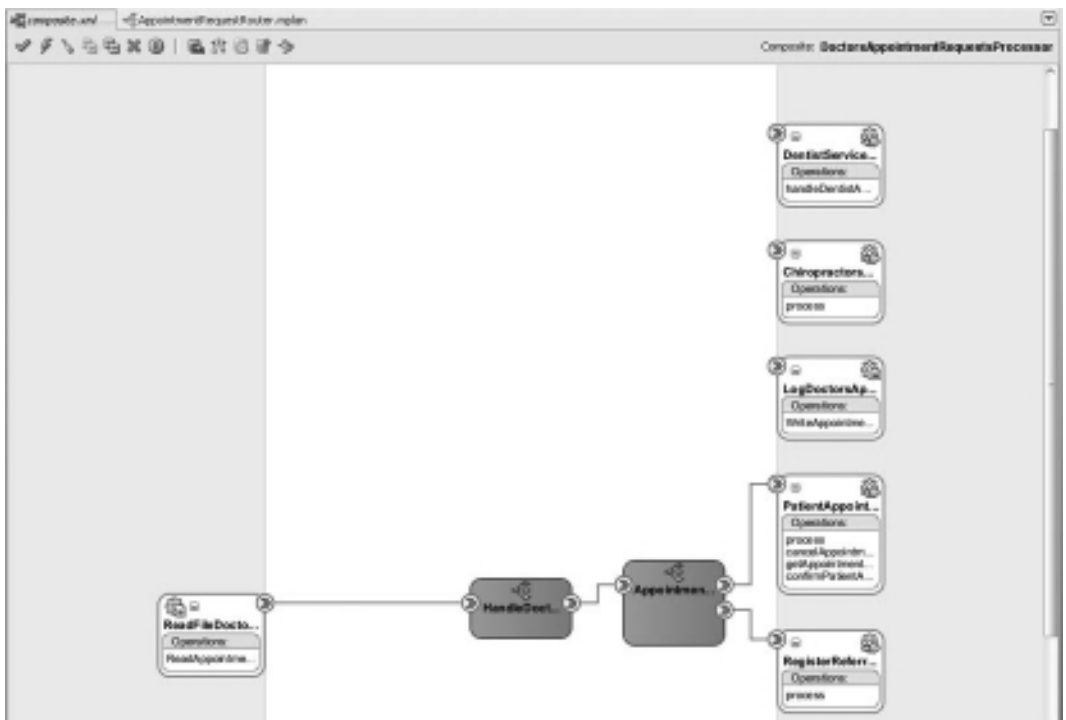 composite.xml
AppointmentRequestRouter.mplan
Composite: DoctorsAppointmentRequestsProcessor
DentistService...
Operations:
handleDentistA...
Chiropractors...
Operations:
process
LogDoctorsAp...
Operations:
WriteAppointme...
PatientAppoint...
Operations:
process
cancelAppointm...
getAppointment...
confirmPatientA...
Appointmen...
HandleDoct...
ReadFileDocto...
Operations:
ReadAppointme...
RegisterReferr...
Operations:
process